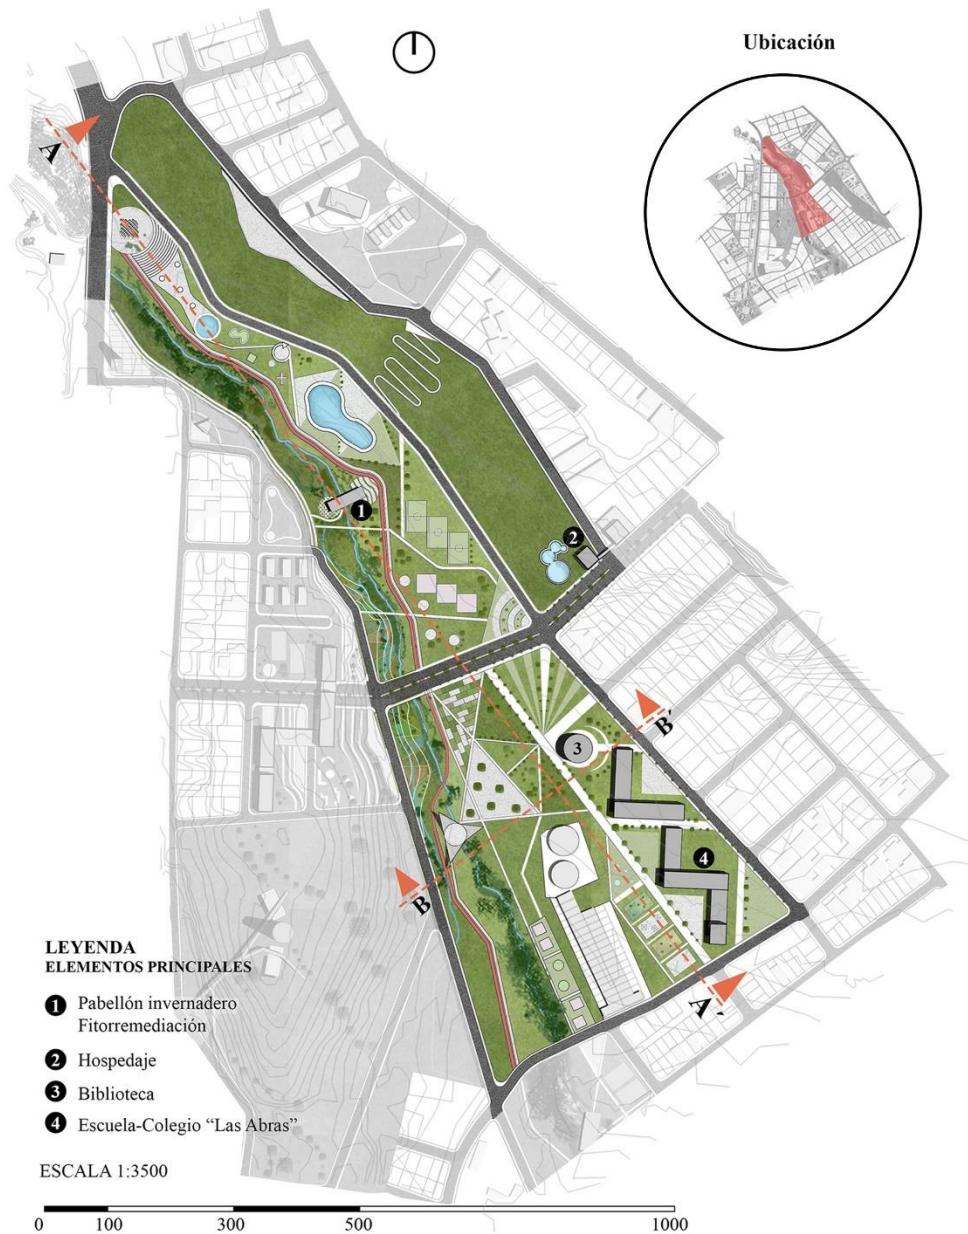 Ubicación
A
1
2
3
B´
4
B
A´
LEYENDA
ELEMENTOS PRINCIPALES
1 Pabellón invernadero
Fitorremediación
2 Hospedaje
3 Biblioteca
4 Escuela-Colegio “Las Abras”
ESCALA 1:3500
0 100 300 500 1000